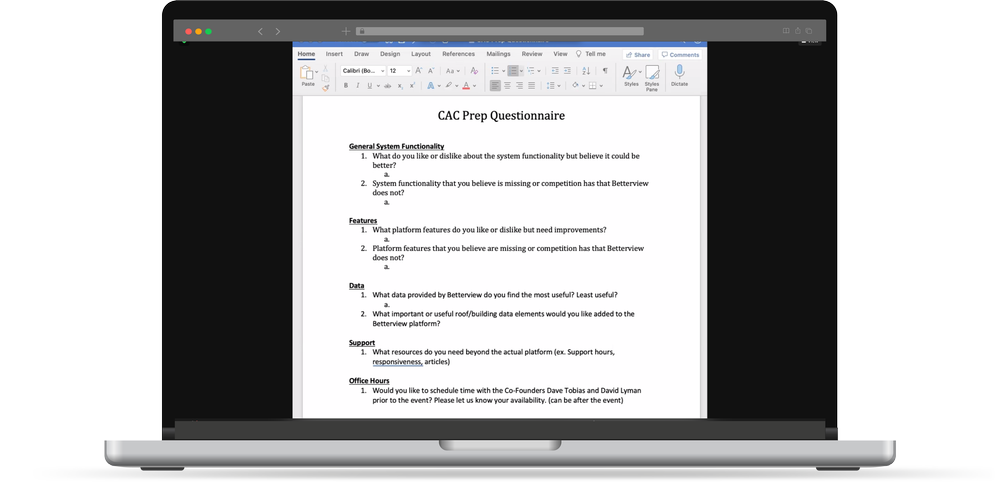 Home Insert Draw Design Layout References Mailings Review View Tell me Share Comments
Calibri (Bo... 12
Paste Styles Styles Pane Dictate
CAC Prep Questionnaire
General System Functionality
1. What do you like or dislike about the system functionality but believe it could be
better?
a.
2. System functionality that you believe is missing or competition has that Betterview
does not?
a.
Features
1. What platform features do you like or dislike but need improvements?
a.
2. Platform features that you believe are missing or competition has that Betterview
does not?
a.
Data
1. What data provided by Betterview do you find the most useful? Least useful?
a.
2. What important or useful roof/building data elements would you like added to the
Betterview platform?
Support
1. What resources do you need beyond the actual platform (ex. Support hours,
responsiveness, articles)
Office Hours
1. Would you like to schedule time with the Co-Founders Dave Tobias and David Lyman
prior to the event? Please let us know your availability. (can be after the event)